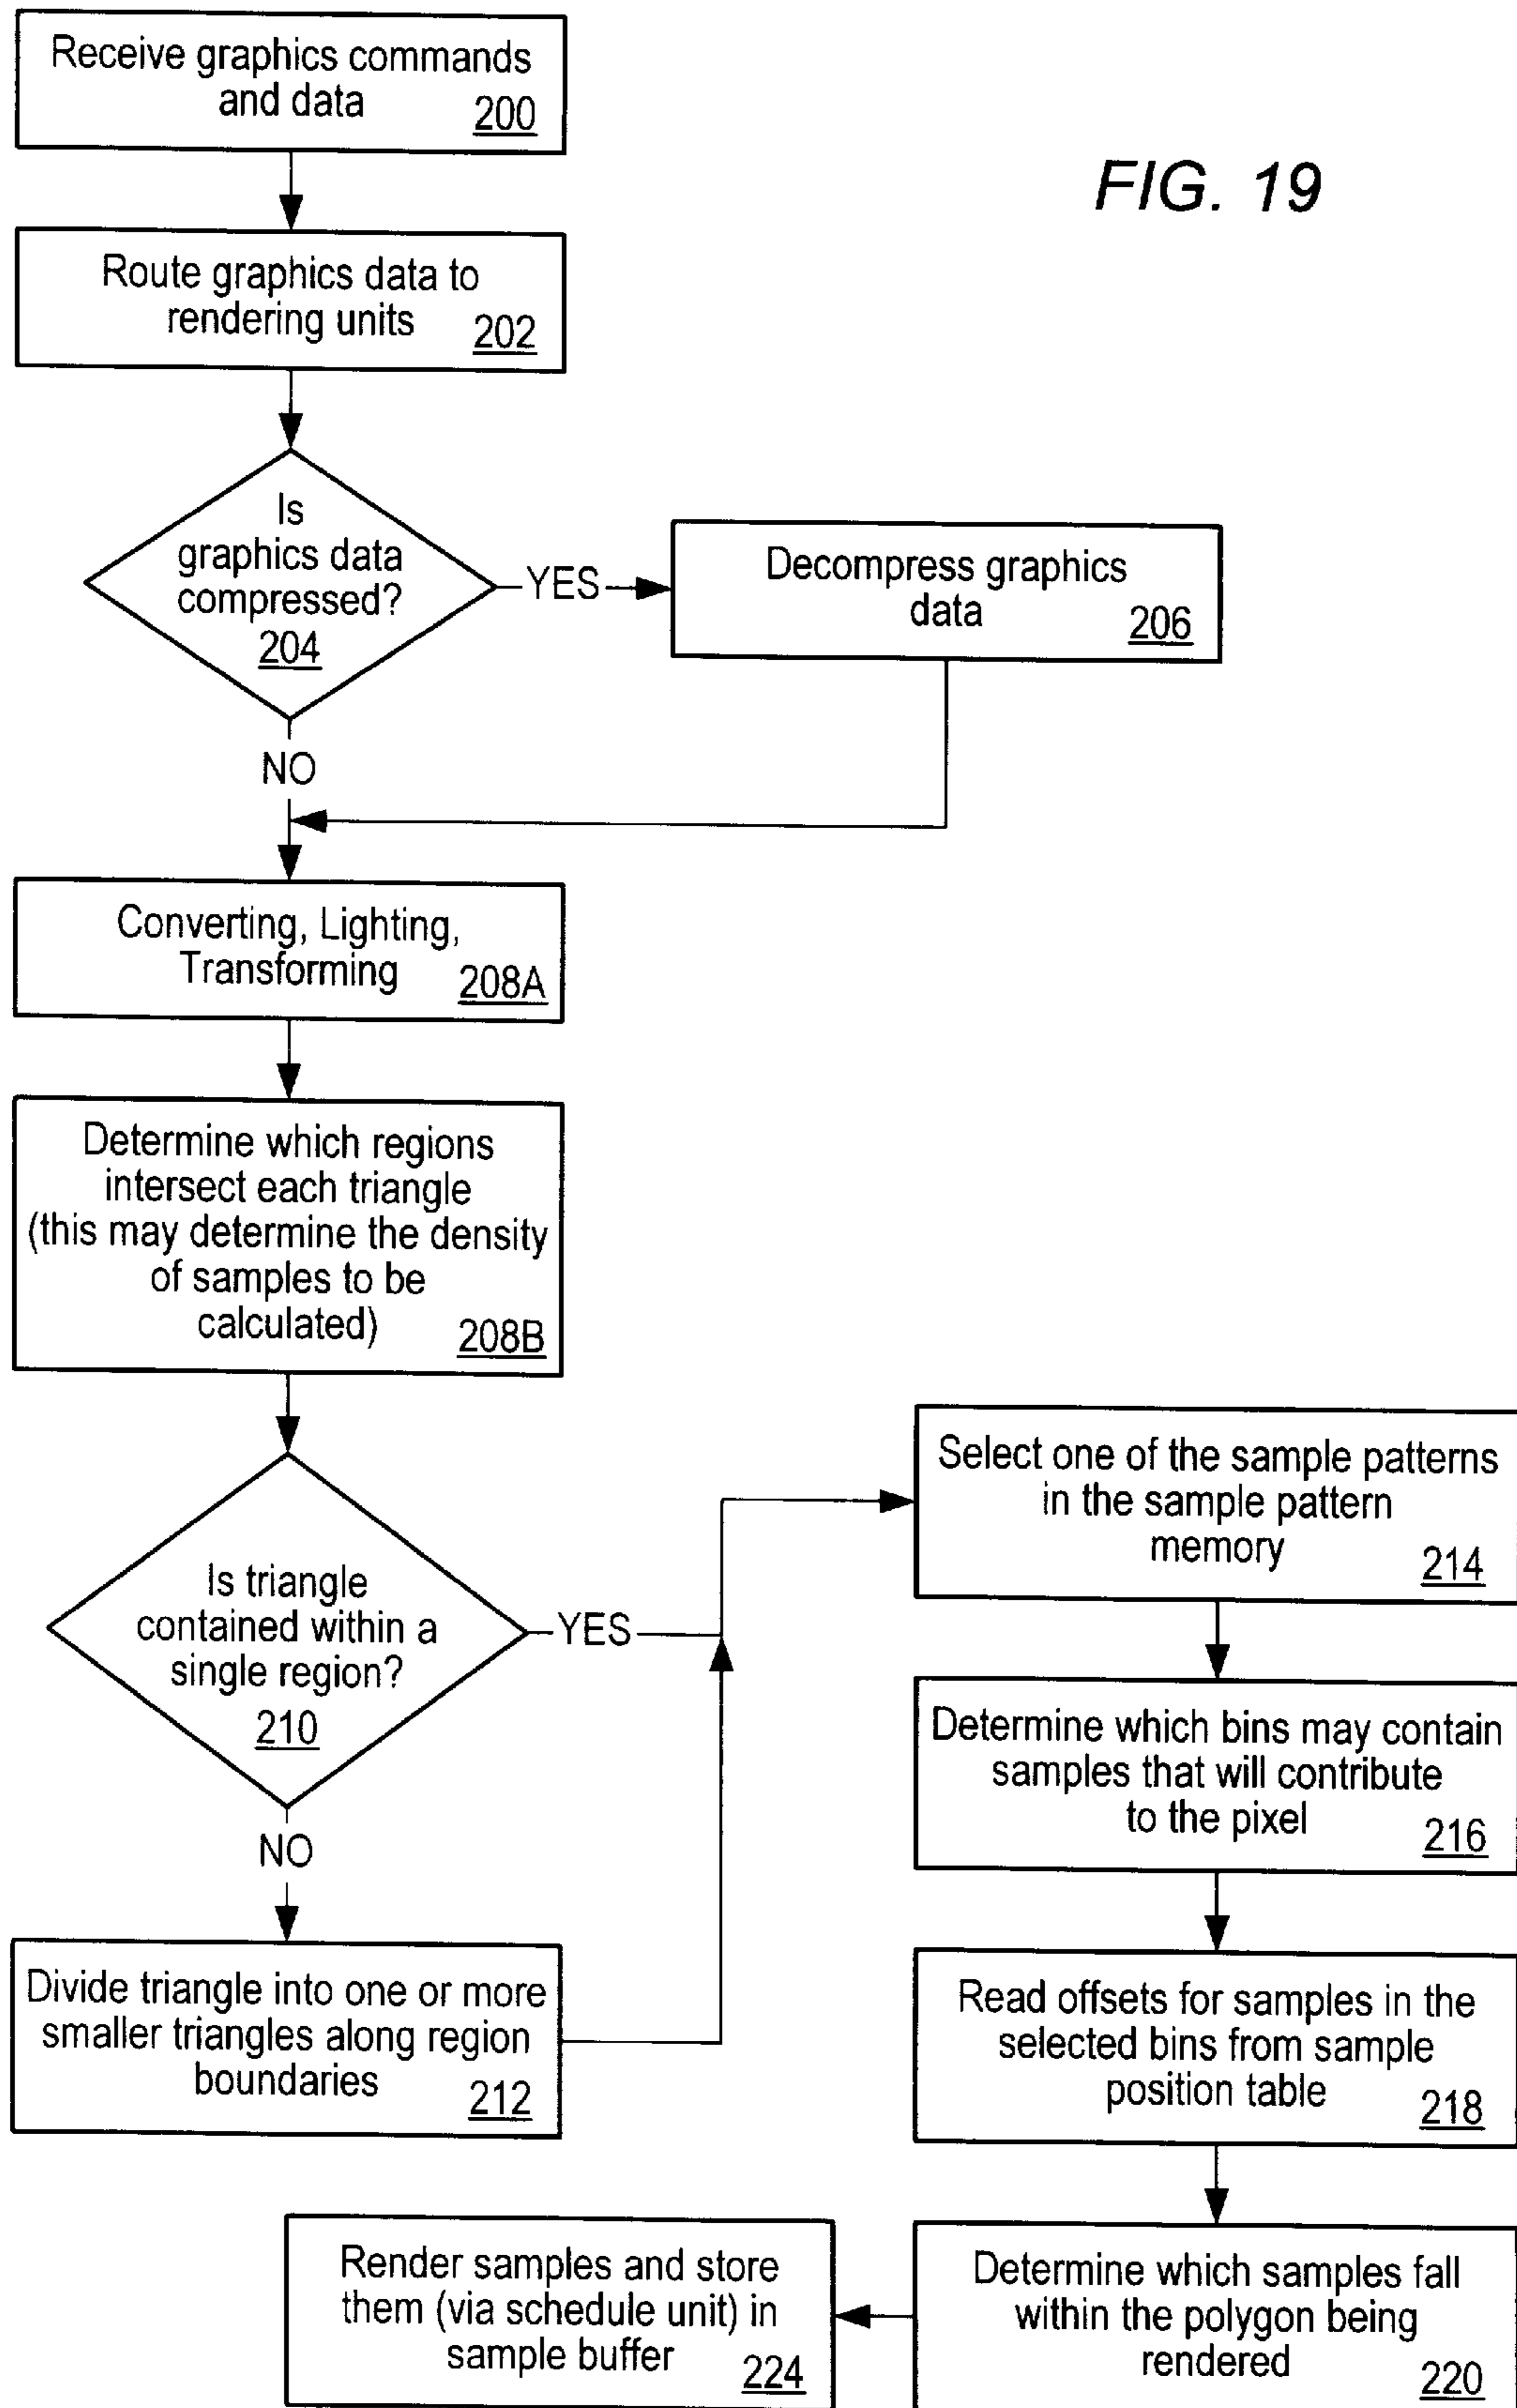 Receive graphics commands
and data 200
FIG. 19
Route graphics data to
rendering units 202
Is
graphics data
compressed?
204
YES
Decompress graphics
data 206
NO
Converting, Lighting,
Transforming 208A
Determine which regions
intersect each triangle
(this may determine the density
of samples to be
calculated) 208B
Is triangle
contained within a
single region?
210
YES
NO
Divide triangle into one or more
smaller triangles along region
boundaries 212
Select one of the sample patterns
in the sample pattern
memory 214
Determine which bins may contain
samples that will contribute
to the pixel 216
Read offsets for samples in the
selected bins from sample
position table 218
Determine which samples fall
within the polygon being
rendered 220
Render samples and store
them (via schedule unit) in
sample buffer 224